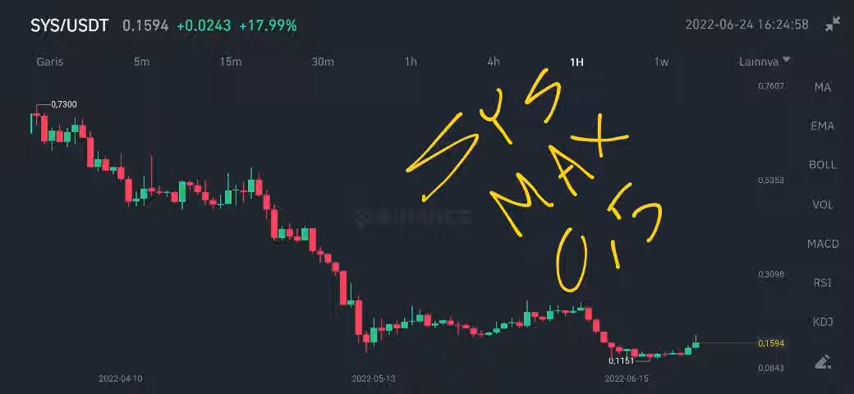 SYS/USDT 0.1594 +0.0243 +17.99% 2022-06-24 16:24:58
Garis 5m 15m 30m 1h 4h 1H 1w Lainnya
0,7607
MA
0,7300
EMA
BOLL
0,5353
VOL
BINANCE
MACD
0,3098
RSI
KDJ
0,1594
0,1151
0,0843
2022-04-10 2022-05-13 2022-06-15
SYS
MAX